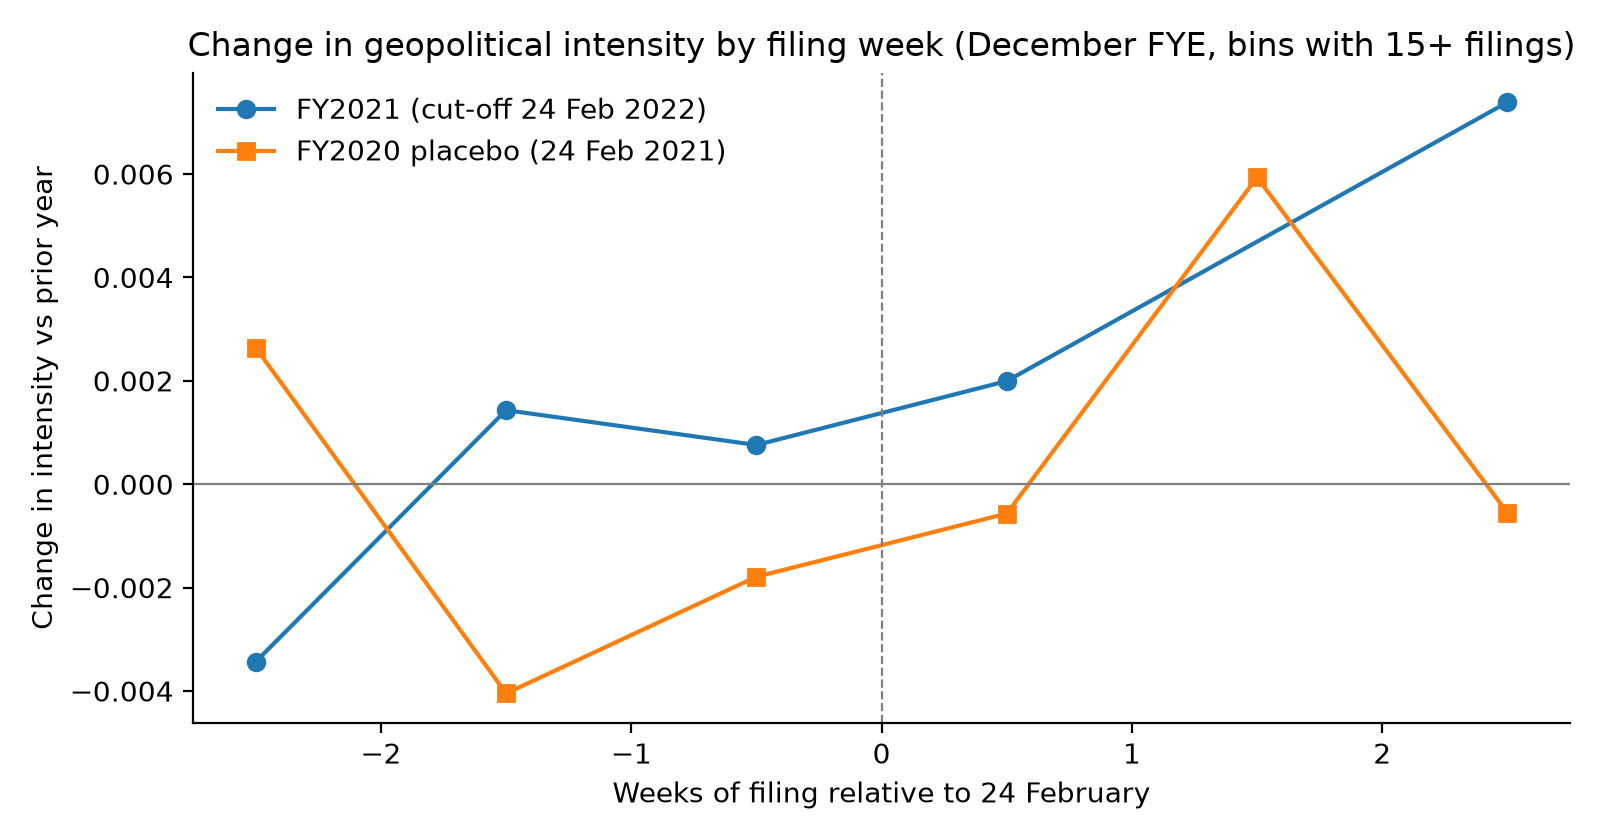 Change in geopolitical intensity by filing week (December FYE, bins with 15+ filings)
FY2021 (cut-off 24 Feb 2022)
FY2020 placebo (24 Feb 2021)
Change in intensity vs prior year
0.006
0.004
0.002
0.000
−0.002
−0.004
−2
−1
0
1
2
Weeks of filing relative to 24 February